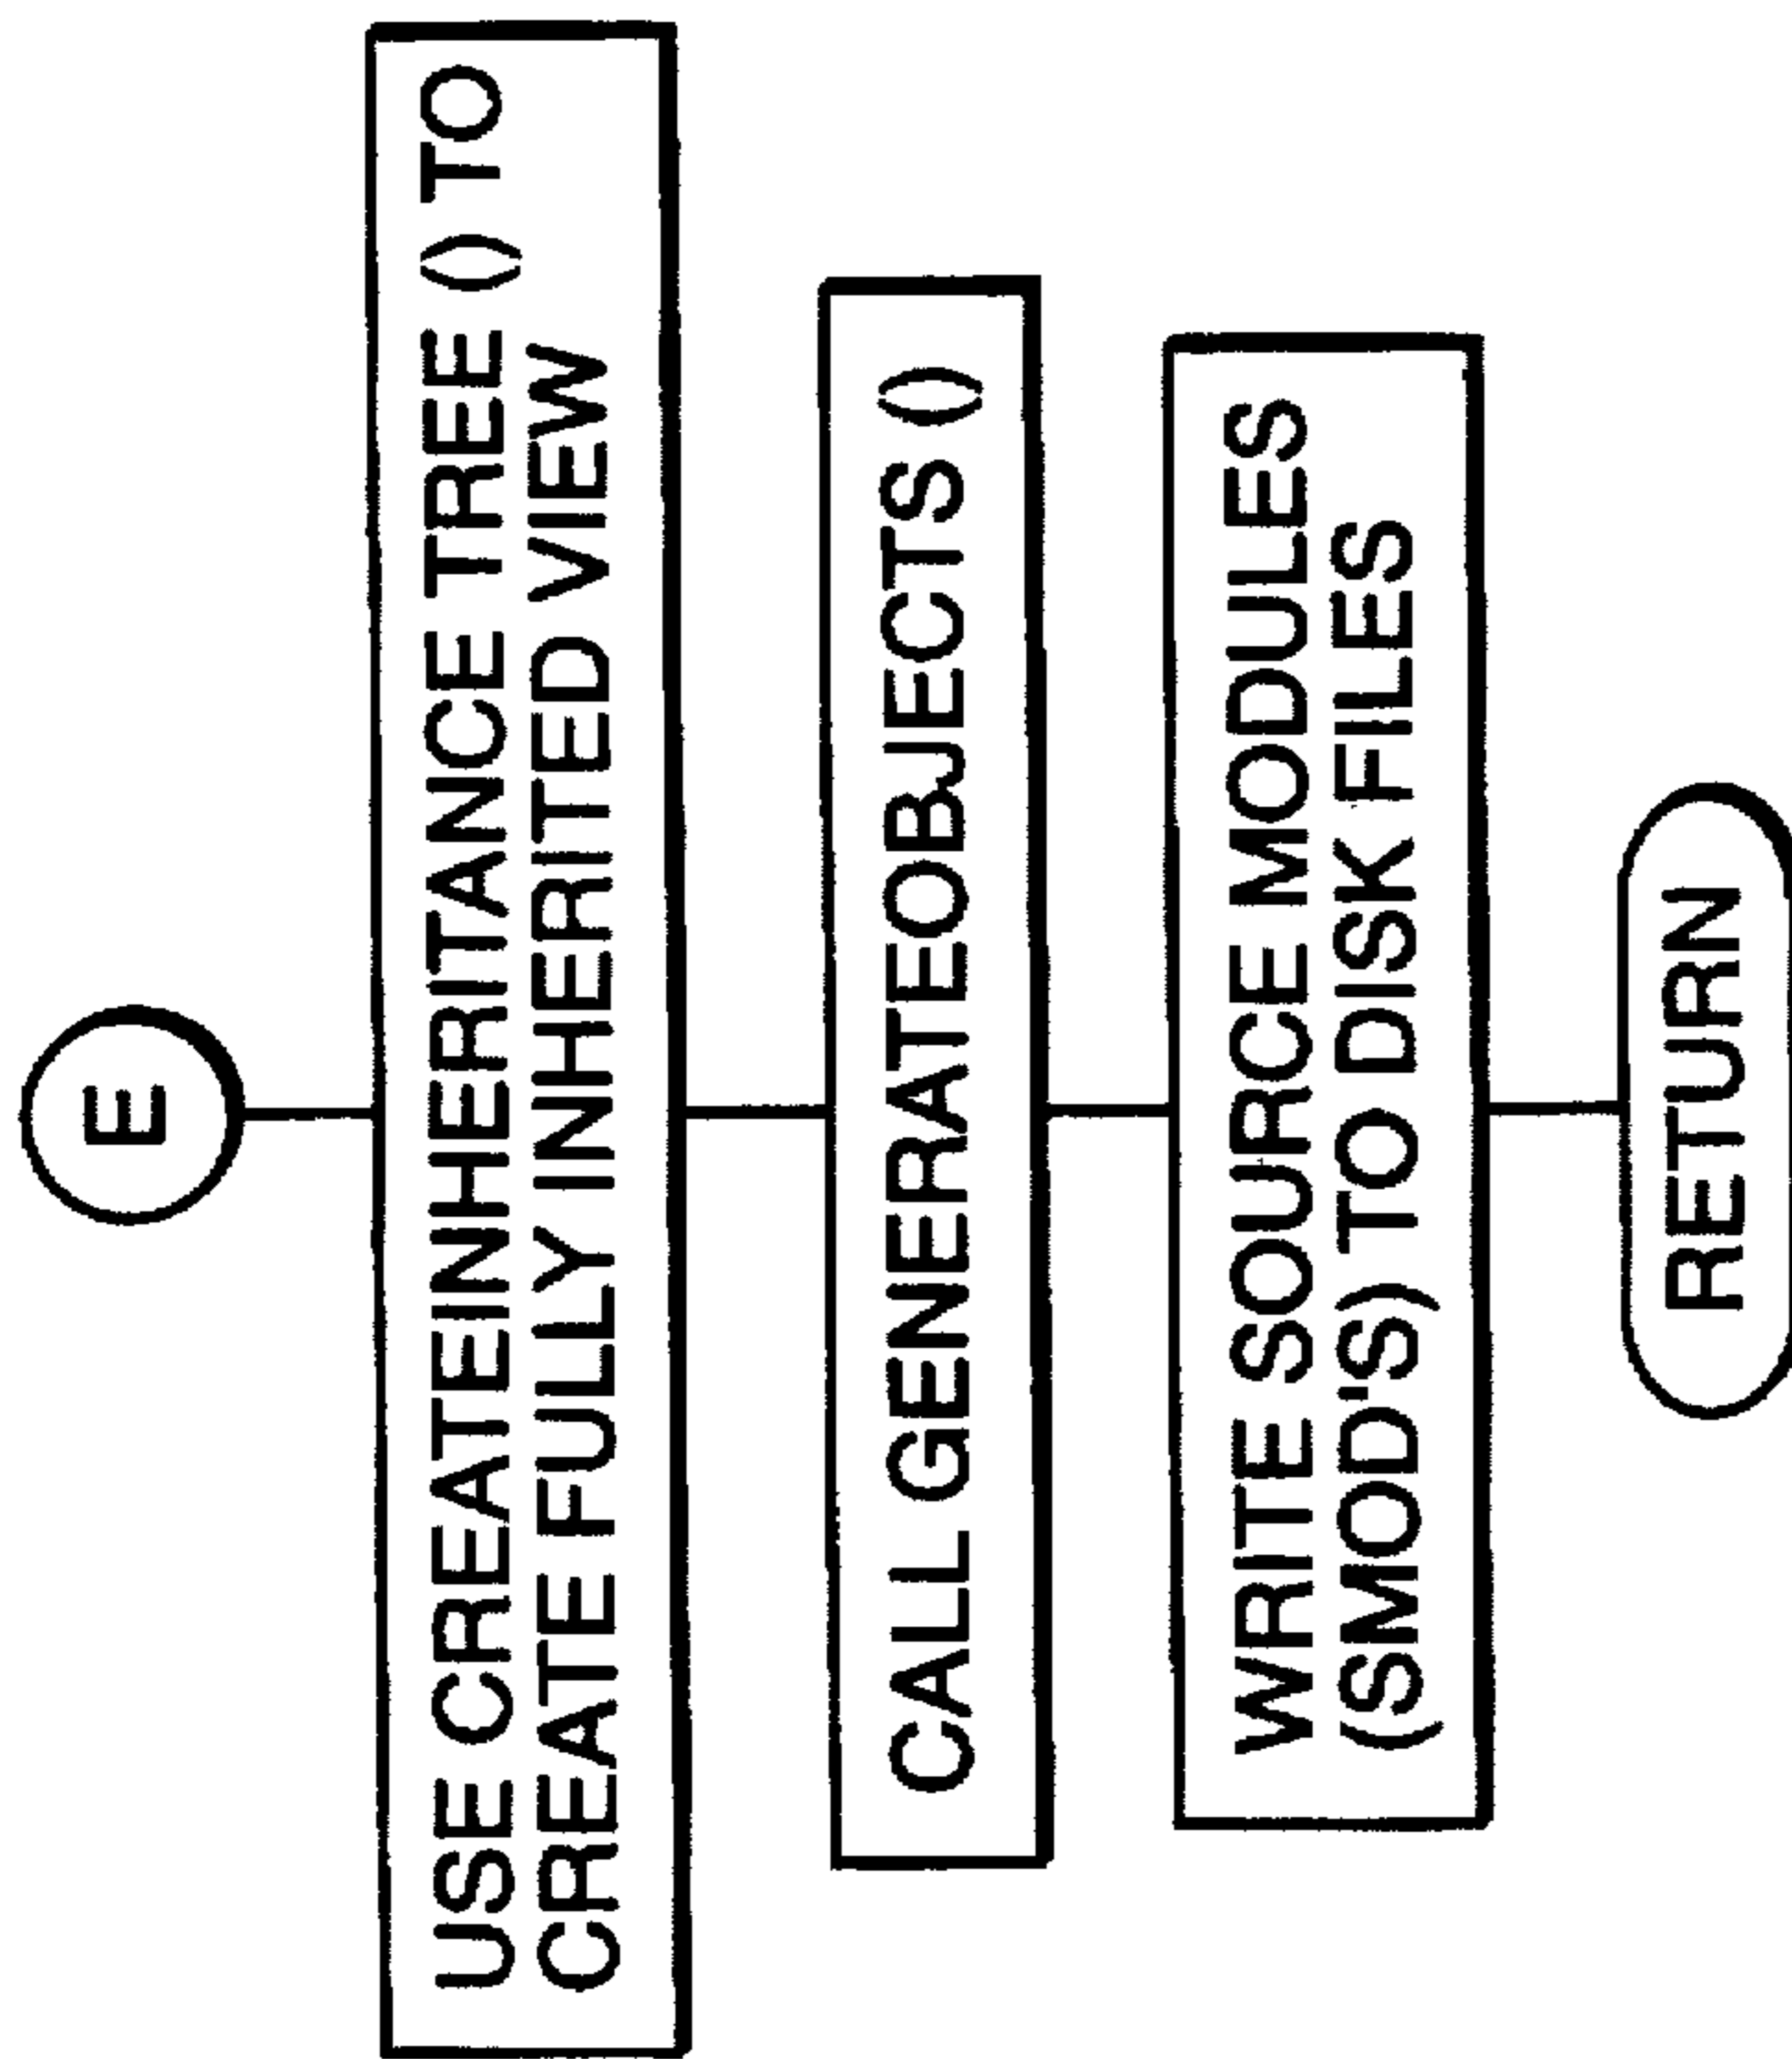 E
USE CREATEINHERITANCE TREE () TO
CREATE FULLY INHERITED VIEW
CALL GENERATEOBJECTS ()
WRITE SOURCE MODULES
(SMOD'S) TO DISK FILES
RETURN